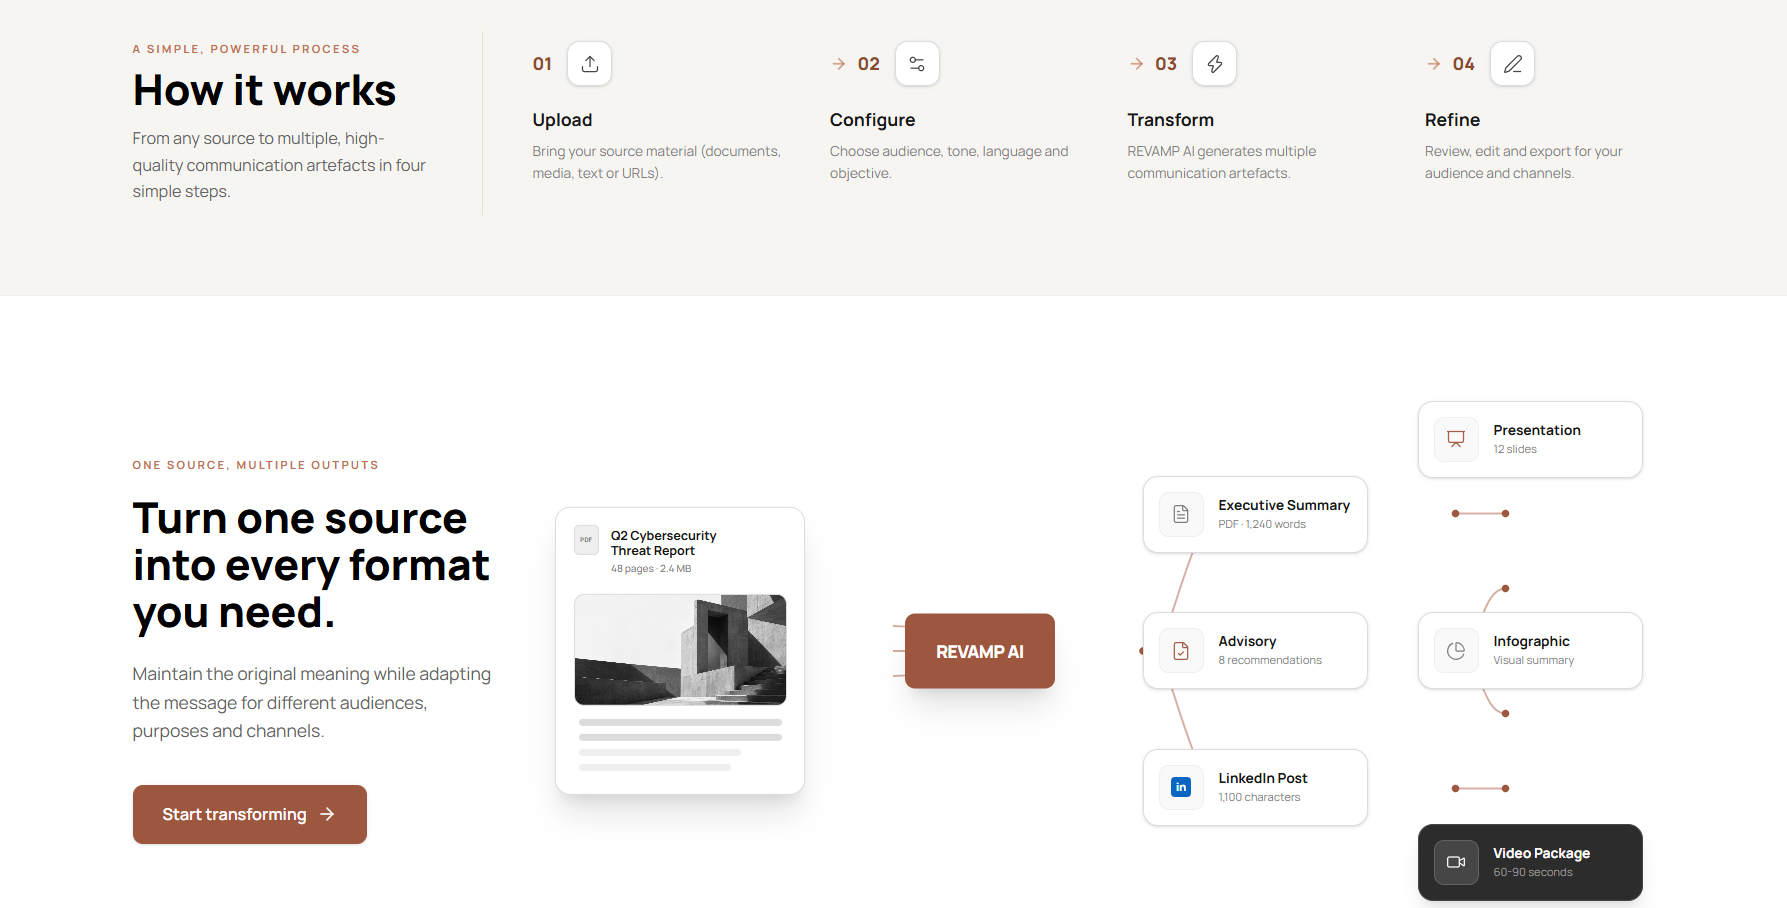 A SIMPLE, POWERFUL PROCESS
How it works
From any source to multiple, high-
quality communication artefacts in four
simple steps.
01
Upload
Bring your source material (documents,
media, text or URLs).
→ 02
Configure
Choose audience, tone, language and
objective.
→ 03
Transform
REVAMP AI generates multiple
communication artefacts.
→ 04
Refine
Review, edit and export for your
audience and channels.
ONE SOURCE, MULTIPLE OUTPUTS
Turn one source
into every format
you need.
Maintain the original meaning while adapting
the message for different audiences,
purposes and channels.
Start transforming →
PDF
Q2 Cybersecurity
Threat Report
48 pages · 2.4 MB
REVAMP AI
Executive Summary
PDF · 1,240 words
Advisory
8 recommendations
in
LinkedIn Post
1,100 characters
Presentation
12 slides
Infographic
Visual summary
Video Package
60-90 seconds